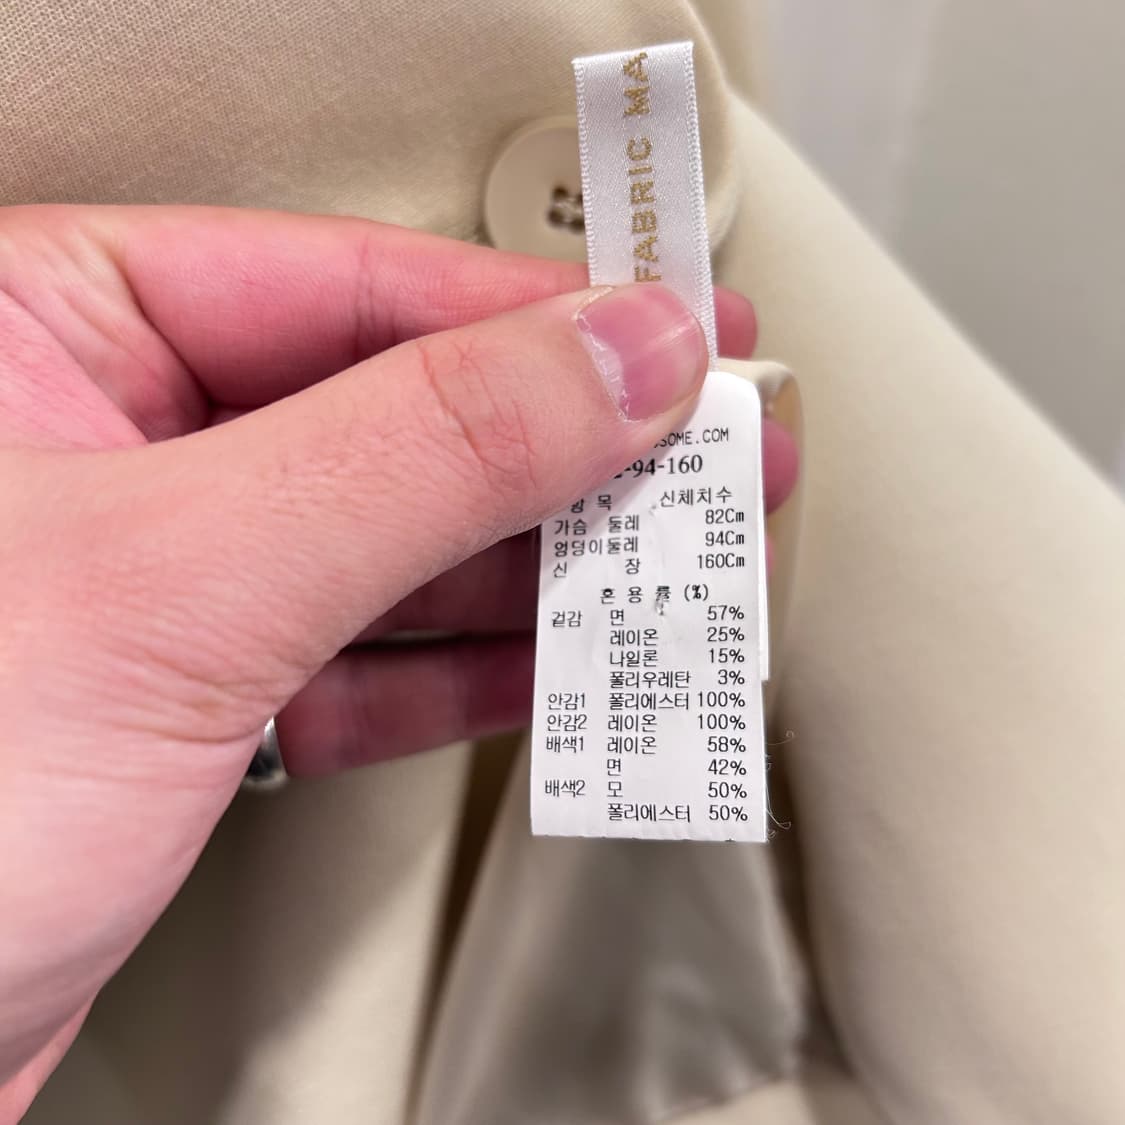 FABRIC MA
SOME.COM
-94-160
항 목 신체치수
가슴 둘레 82Cm
엉덩이둘레 94Cm
신 장 160Cm
혼 용 률 (%)
겉감 면 57%
레이온 25%
나일론 15%
폴리우레탄 3%
안감1 폴리에스터 100%
안감2 레이온 100%
배색1 레이온 58%
면 42%
배색2 모 50%
폴리에스터 50%